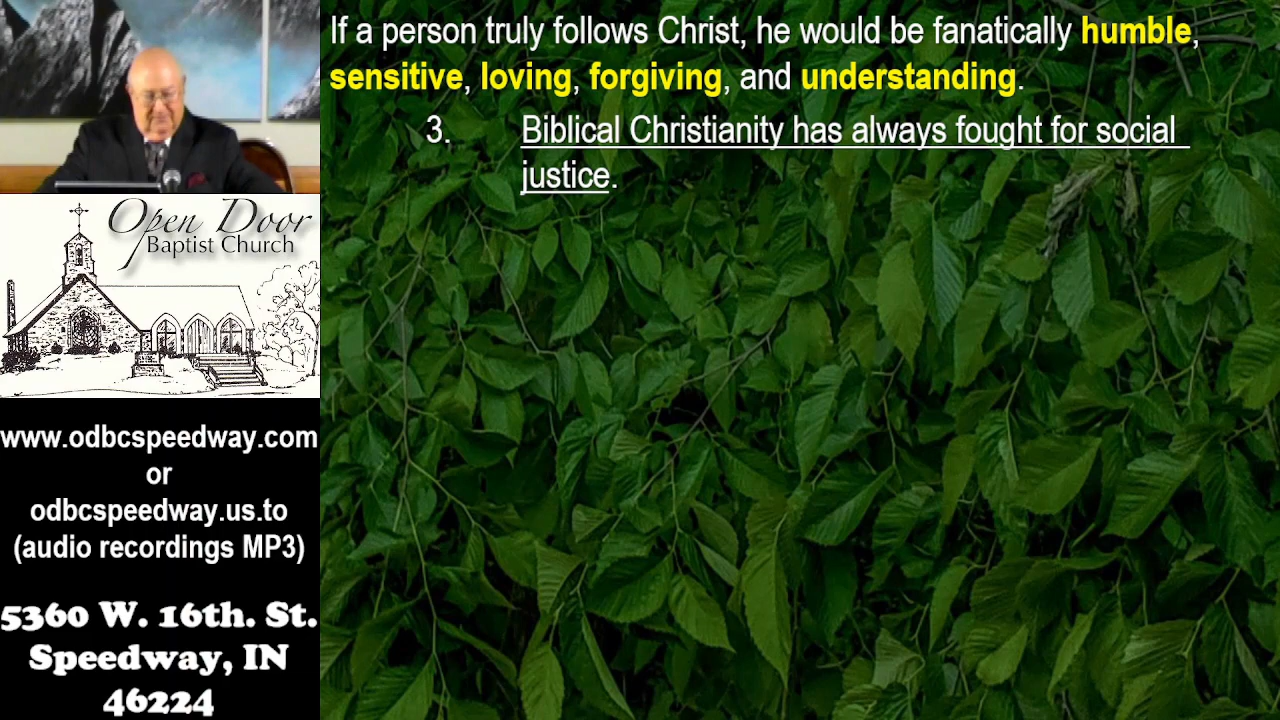 If a person truly follows Christ, he would be fanatically humble,
sensitive, loving, forgiving, and understanding.
3. Biblical Christianity has always fought for social
justice.
Open Door
Baptist Church
www.odbcspeedway.com
or
odbcspeedway.us.to
(audio recordings MP3)
5360 W. 16th. St.
Speedway, IN
46224